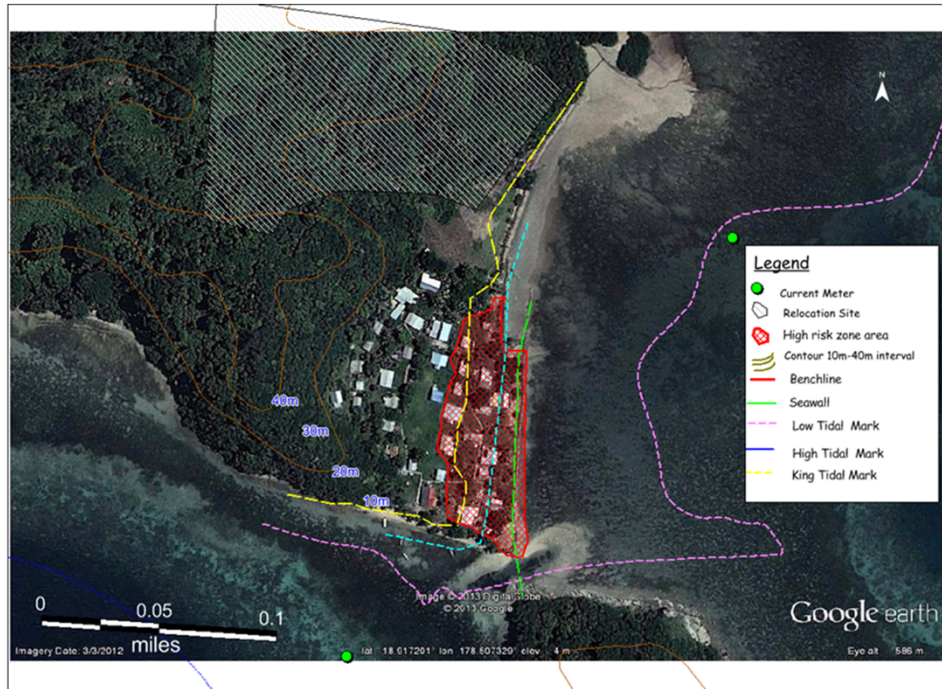 N
Legend
Current Meter
Relocation Site
High risk zone area
Contour 10m-40m interval
Benchline
Seawall
Low Tidal Mark
High Tidal Mark
King Tidal Mark
40m
30m
20m
10m
0
0.05
0.1
miles
Image © 2013 DigitalGlobe
© 2013 Google
Google earth
Imagery Date: 3/3/2012
lat 18.917201° lon 178.507329° elev 4 m
Eye alt 586 m